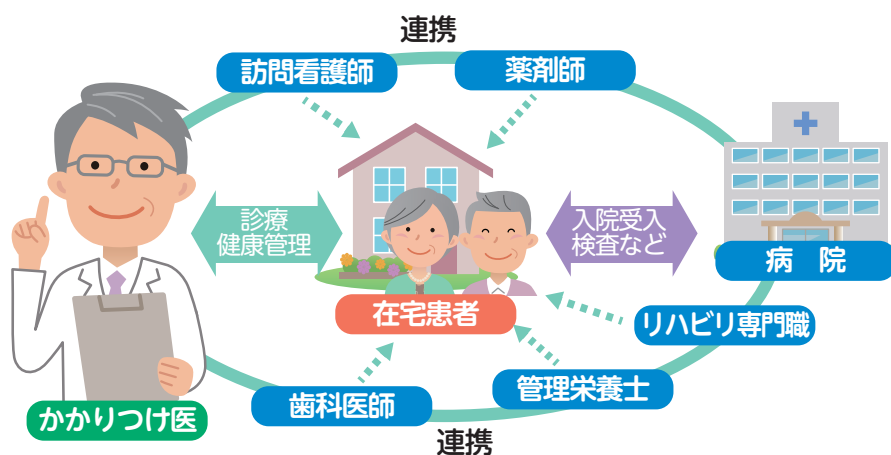 連携
訪問看護師
薬剤師
診療
健康管理
入院受入
検査など
病 院
在宅患者
リハビリ専門職
管理栄養士
歯科医師
かかりつけ医
連携